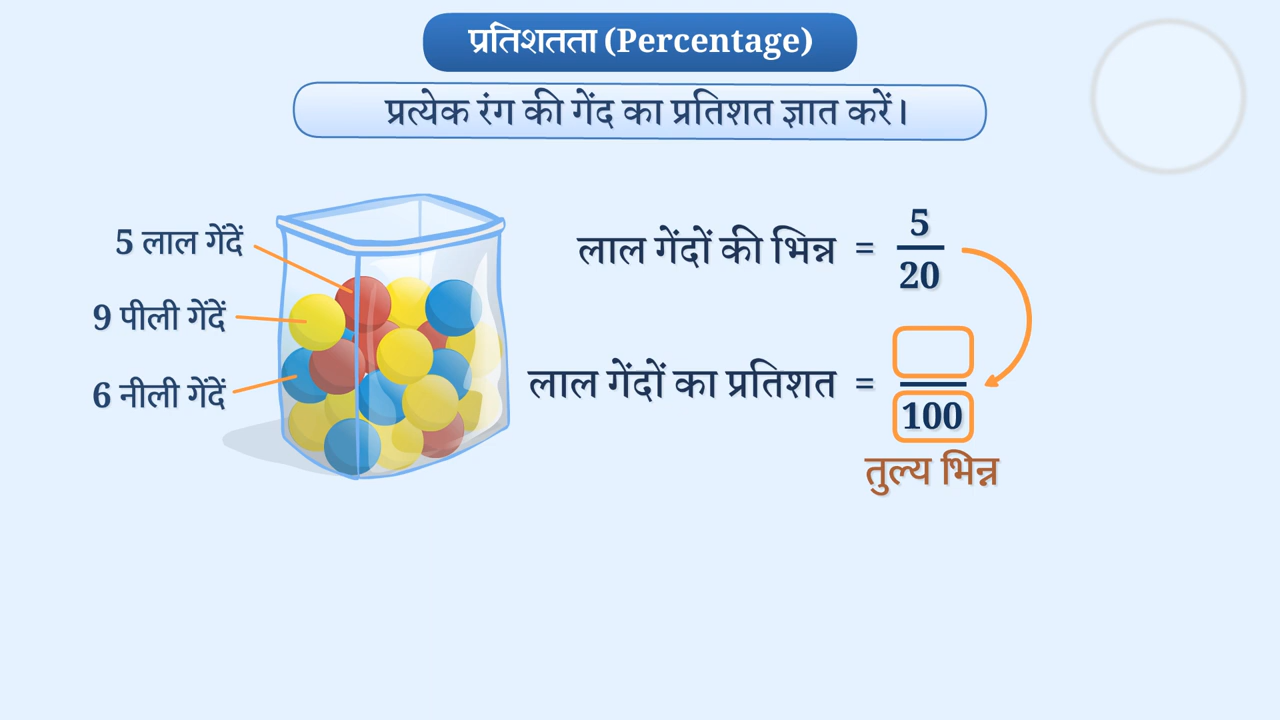 प्रतिशतता (Percentage)
प्रत्येक रंग की गेंद का प्रतिशत ज्ञात करें।
5 लाल गेंदें
9 पीली गेंदें
6 नीली गेंदें
लाल गेंदों की भिन्न = 5/20
लाल गेंदों का प्रतिशत = /100
तुल्य भिन्न